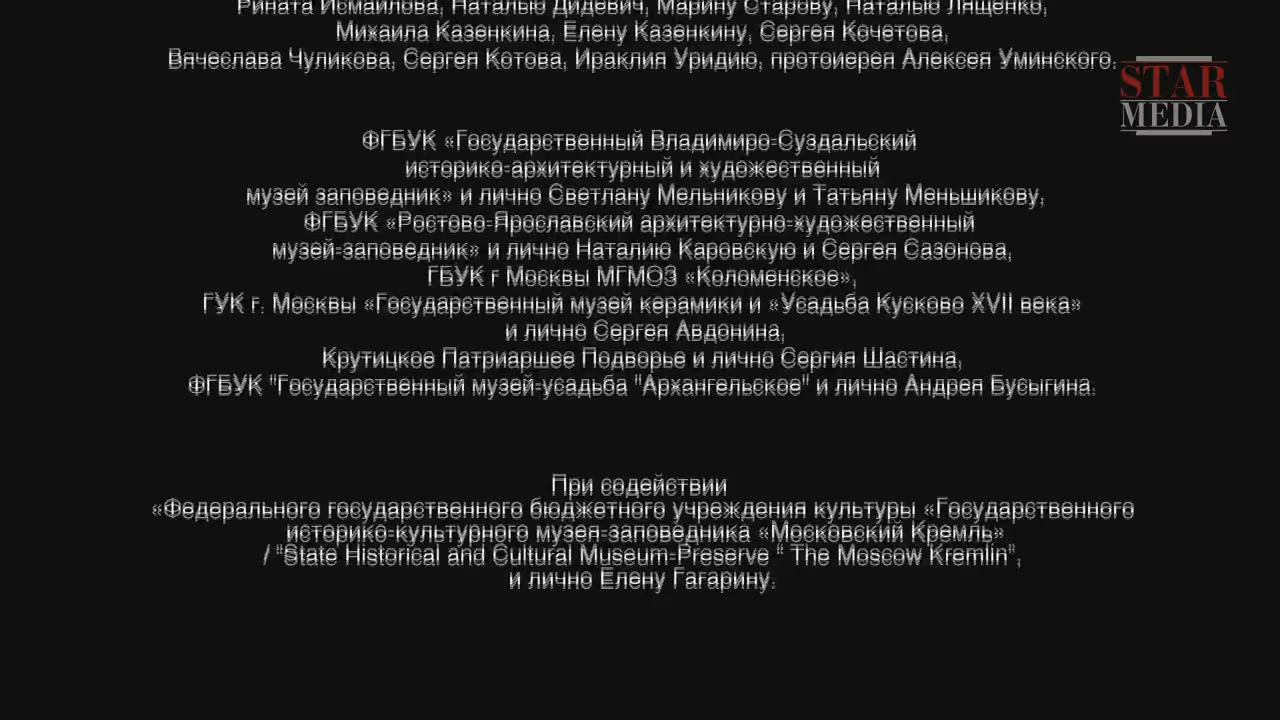 Рината Исмаилова, Наталью Дидевич, Марину Старову, Наталью Лященко,
Михаила Казенкина, Елену Казенкину, Сергея Кочетова,
Вячеслава Чуликова, Сергея Котова, Ираклия Уридию, протоиерея Алексея Уминского.
STAR
MEDIA
ФГБУК «Государственный Владимиро-Суздальский
историко-архитектурный и художественный
музей заповедник» и лично Светлану Мельникову и Татьяну Меньшикову,
ФГБУК «Ростово-Ярославский архитектурно-художественный
музей-заповедник» и лично Наталию Каровскую и Сергея Сазонова,
ГБУК г Москвы МГМОЗ «Коломенское»,
ГУК г. Москвы «Государственный музей керамики и «Усадьба Кусково XVII века»
и лично Сергея Авдонина,
Крутицкое Патриаршее Подворье и лично Сергия Шастина,
ФГБУК "Государственный музей-усадьба "Архангельское" и лично Андрея Бусыгина.
При содействии
«Федерального государственного бюджетного учреждения культуры «Государственного
историко-культурного музея-заповедника «Московский Кремль»
/ “State Historical and Cultural Museum-Preserve “ The Moscow Kremlin”,
и лично Елену Гагарину.